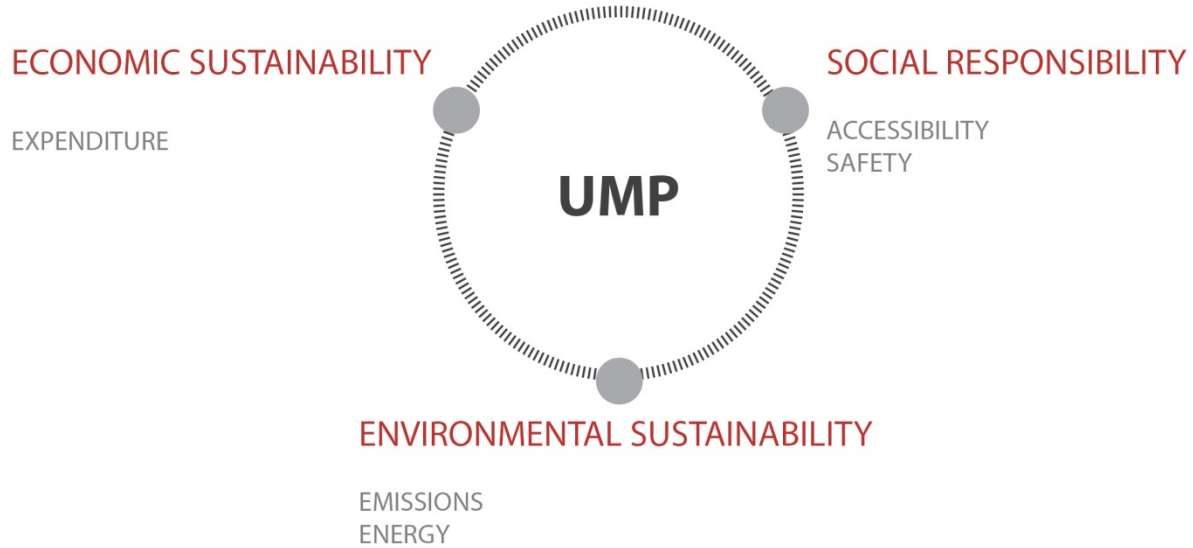 ECONOMIC SUSTAINABILITY
EXPENDITURE
SOCIAL RESPONSIBILITY
ACCESSIBILITY
SAFETY
UMP
ENVIRONMENTAL SUSTAINABILITY
EMISSIONS
ENERGY